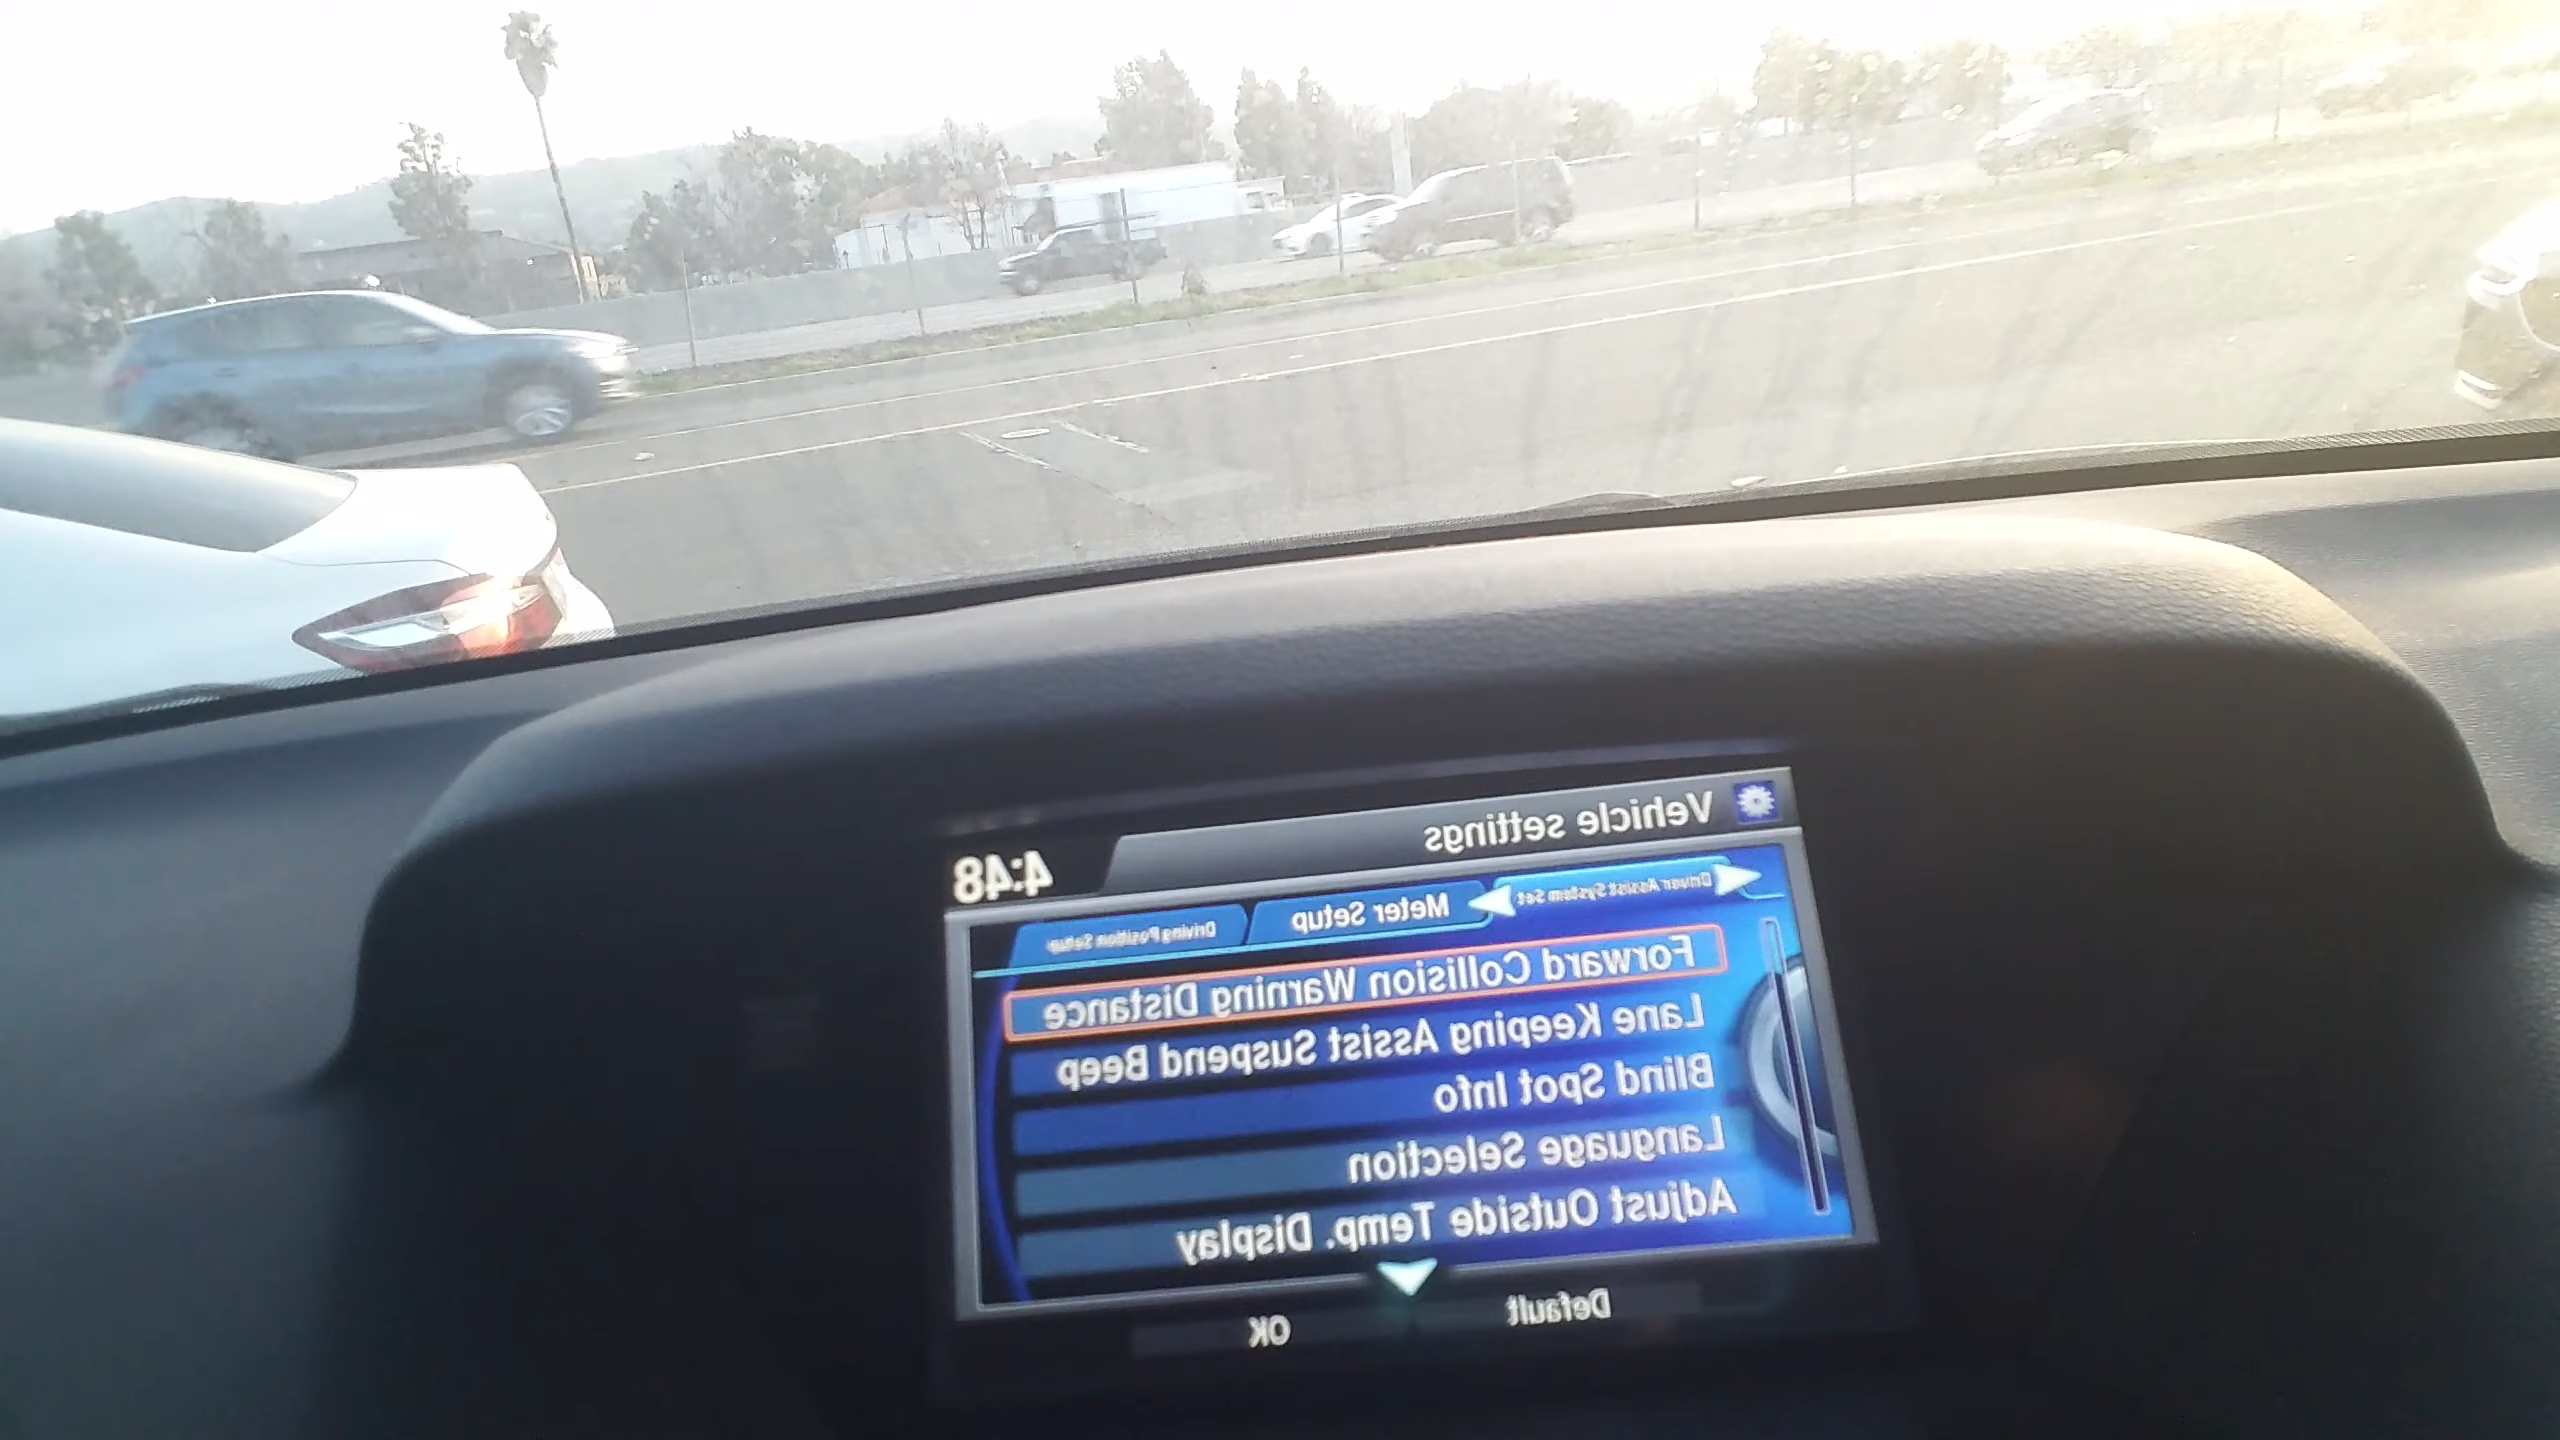 Vehicle settings
4:48
Driver Assist System Set
Meter Setup
Driving Position Setup
Forward Collision Warning Distance
Lane Keeping Assist Suspend Beep
Blind Spot Info
Language Selection
Adjust Outside Temp. Display
Default
OK